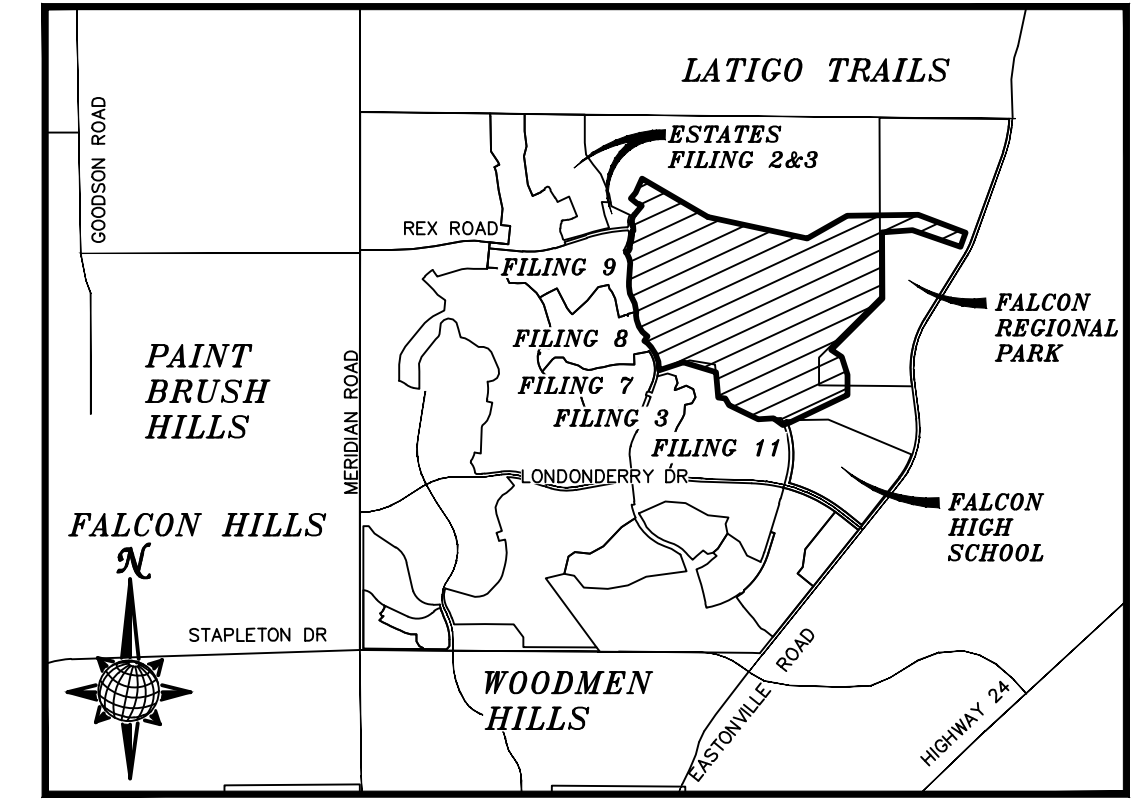 LATIGO TRAILS
GOODSON ROAD
ESTATES
FILING 2&3
REX ROAD
FILING 9
FALCON
REGIONAL
PARK
FILING 8
PAINT
BRUSH
HILLS
MERIDIAN ROAD
FILING 7
FILING 3
FILING 11
LONDONDERRY DR
FALCON HILLS
FALCON
HIGH
SCHOOL
N
STAPLETON DR
WOODMEN
HILLS
EASTONVILLE ROAD
HIGHWAY 24